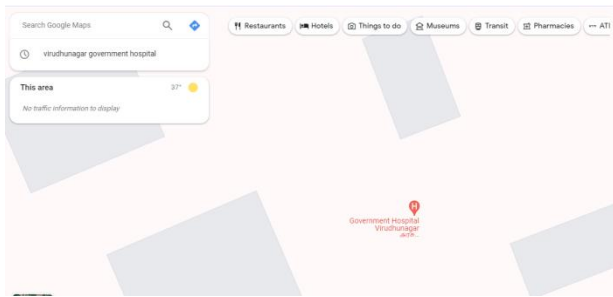 Search Google Maps
Restaurants
Hotels
Things to do
Museums
Transit
Pharmacies
virudhunagar government hospital
This area
37°
No traffic information to display
H
Government Hospital
Virudhunagar